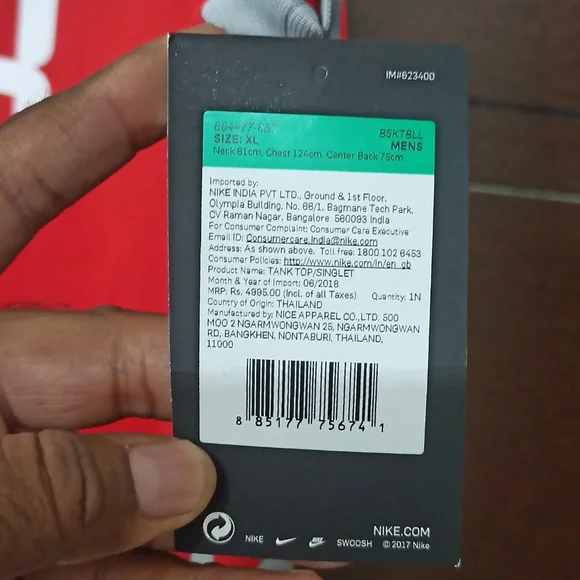 IM#623400
BSKTBLL
SIZE: XL
MENS
Neck 61cm, Chest 124cm, Center Back 75cm
Imported by:
NIKE INDIA PVT LTD., Ground & 1st Floor,
Olympia Building, No. 66/1, Bagmane Tech Park,
CV Raman Nagar, Bangalore 560093 India
For Consumer Complaint: Consumer Care Executive
Email ID: Consumercare.India@nike.com
Address: As shown above. Toll free: 1800 102 6453
Consumer Policies: http://www.nike.com/in/en_gb
Product Name: TANK TOP/SINGLET
Month & Year of Import: 06/2018
MRP: Rs. 4995.00 (Incl. of all Taxes) Quantity: 1N
Country of Origin: THAILAND
Manufactured by: NICE APPAREL CO.,LTD. 500
MOO 2 NGARMWONGWAN 25, NGARMWONGWAN
RD, BANGKHEN, NONTABURI, THAILAND,
11000
8 85177 75674 1
NIKE.COM
NIKE SWOOSH © 2017 Nike